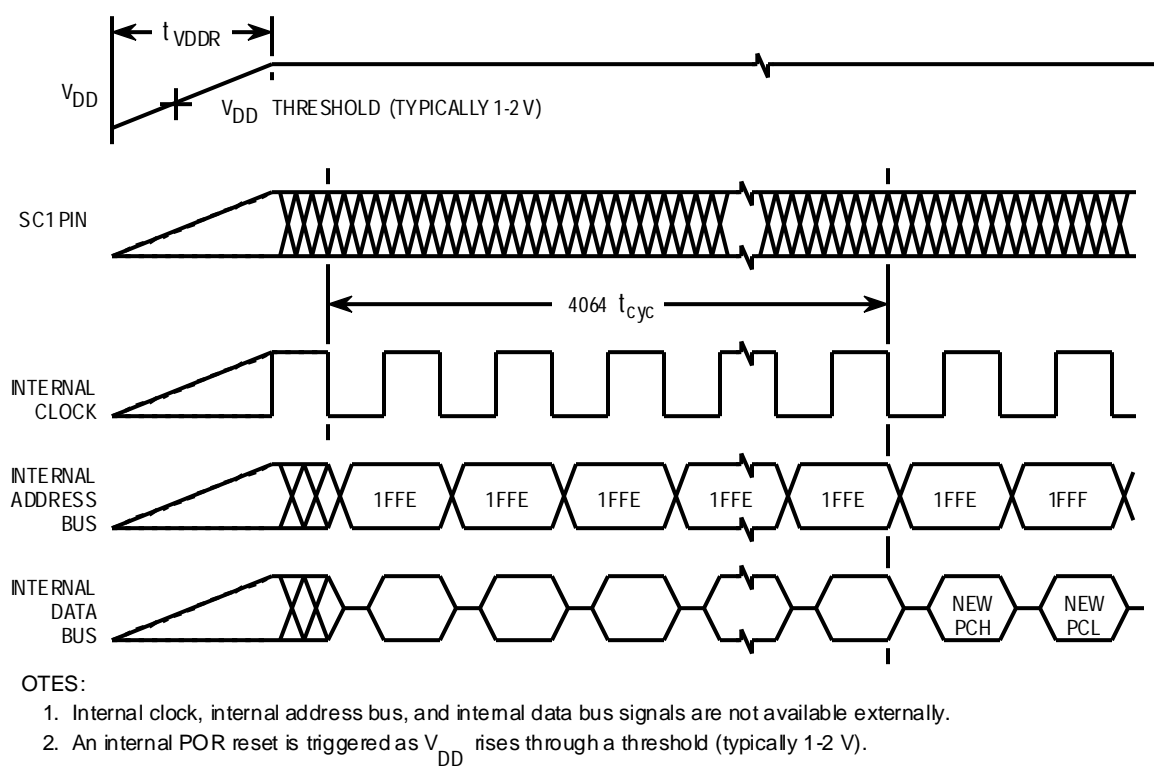 t VDDR
VDD
VDD THRESHOLD (TYPICALLY 1-2 V)
SC1 PIN
4064 tcyc
INTERNAL
CLOCK
INTERNAL
ADDRESS
BUS
1FFE 1FFE 1FFE 1FFE 1FFE 1FFE 1FFF
INTERNAL
DATA
BUS
NEW
PCH
NEW
PCL
OTES:
1. Internal clock, internal address bus, and internal data bus signals are not available externally.
2. An internal POR reset is triggered as VDD rises through a threshold (typically 1-2 V).